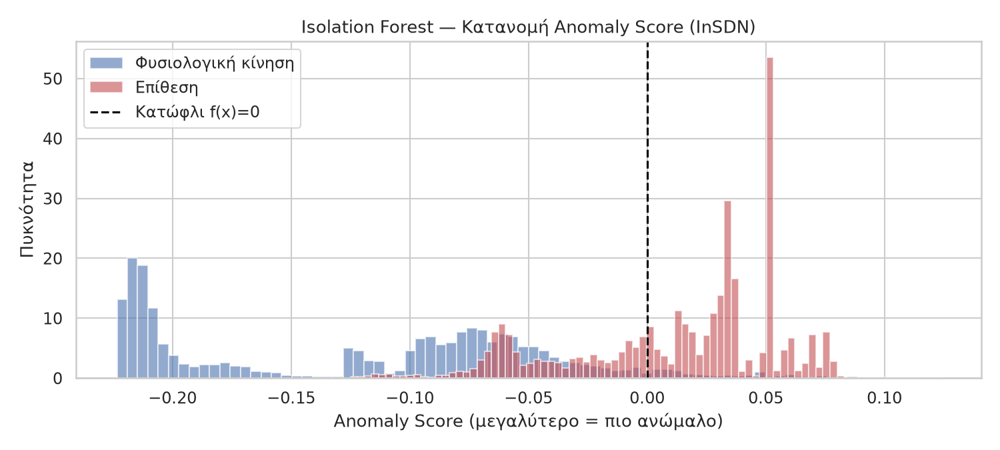 Isolation Forest — Κατανομή Anomaly Score (InSDN)
Φυσιολογική κίνηση
Επίθεση
Κατώφλι f(x)=0
Πυκνότητα
50
40
30
20
10
0
−0.20 −0.15 −0.10 −0.05 0.00 0.05 0.10
Anomaly Score (μεγαλύτερο = πιο ανώμαλο)